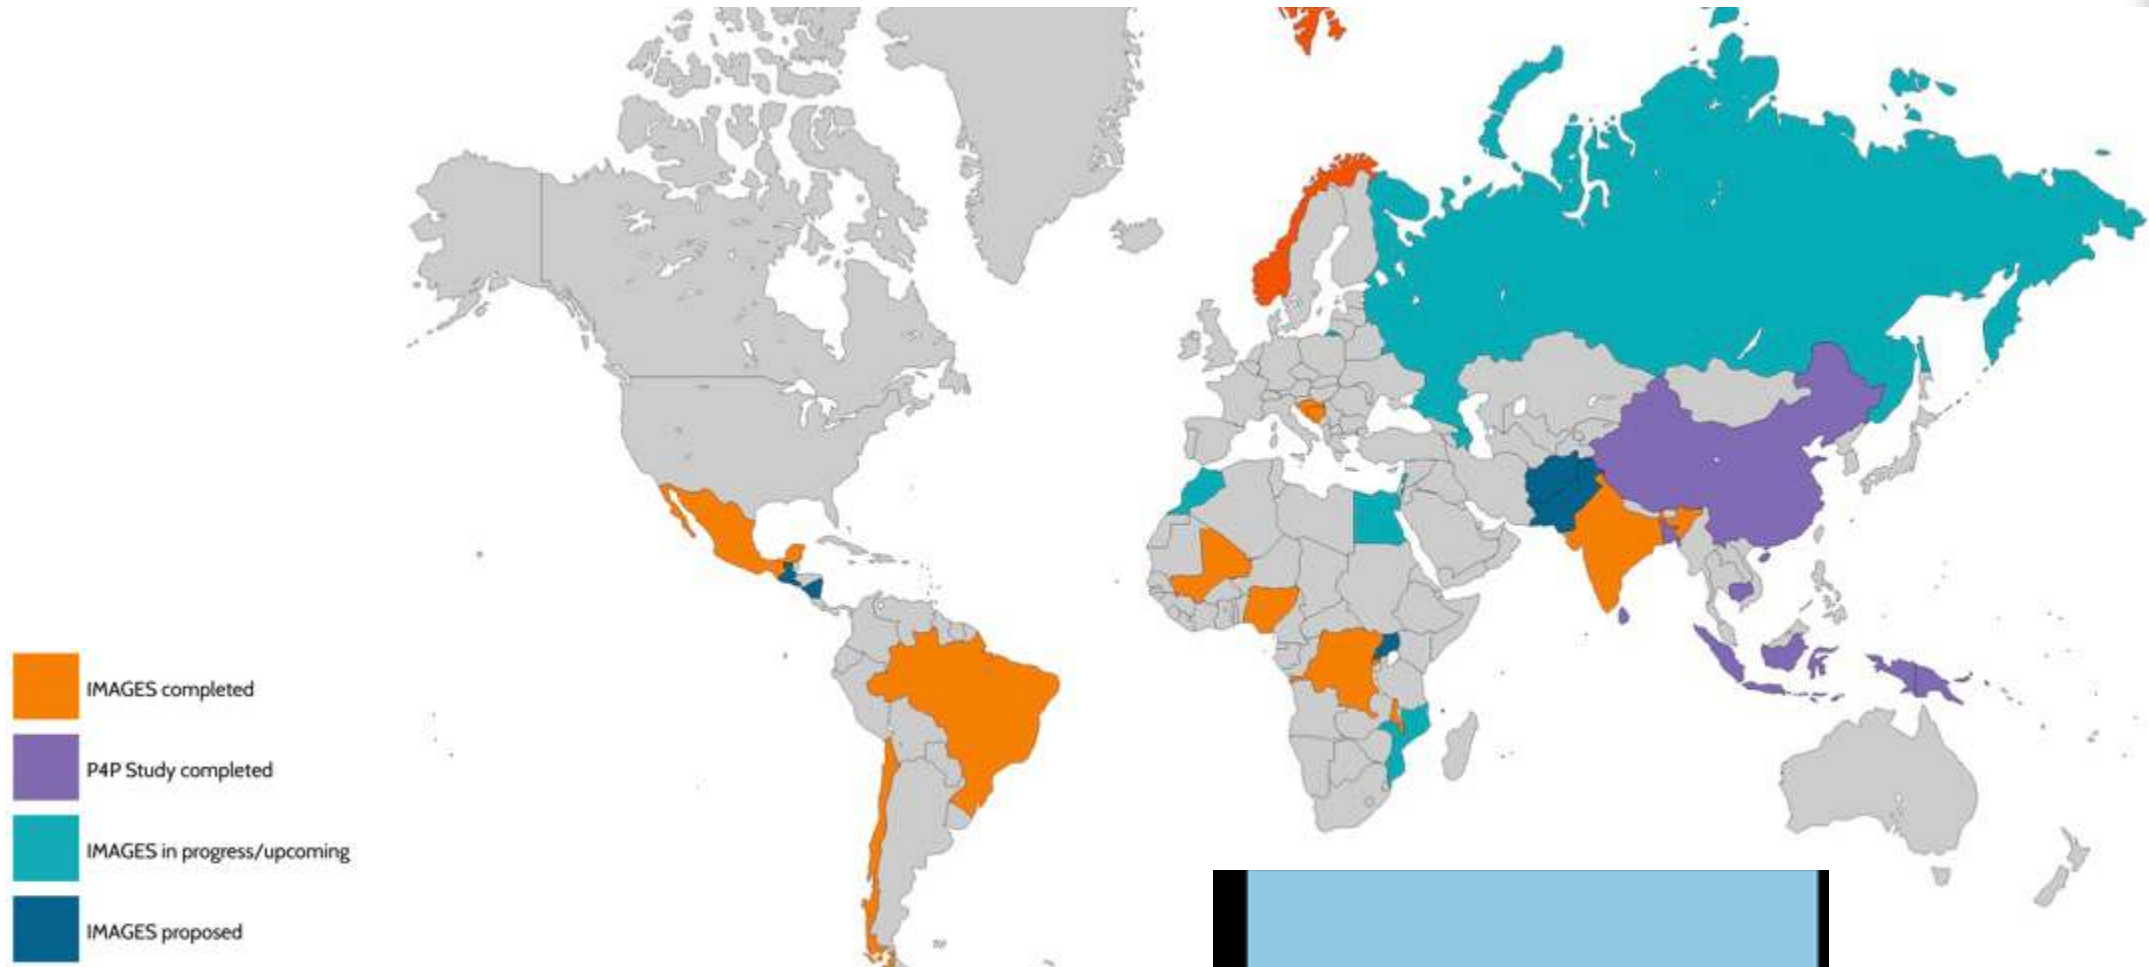 IMAGES completed
P4P Study completed
IMAGES in progress/upcoming
IMAGES proposed